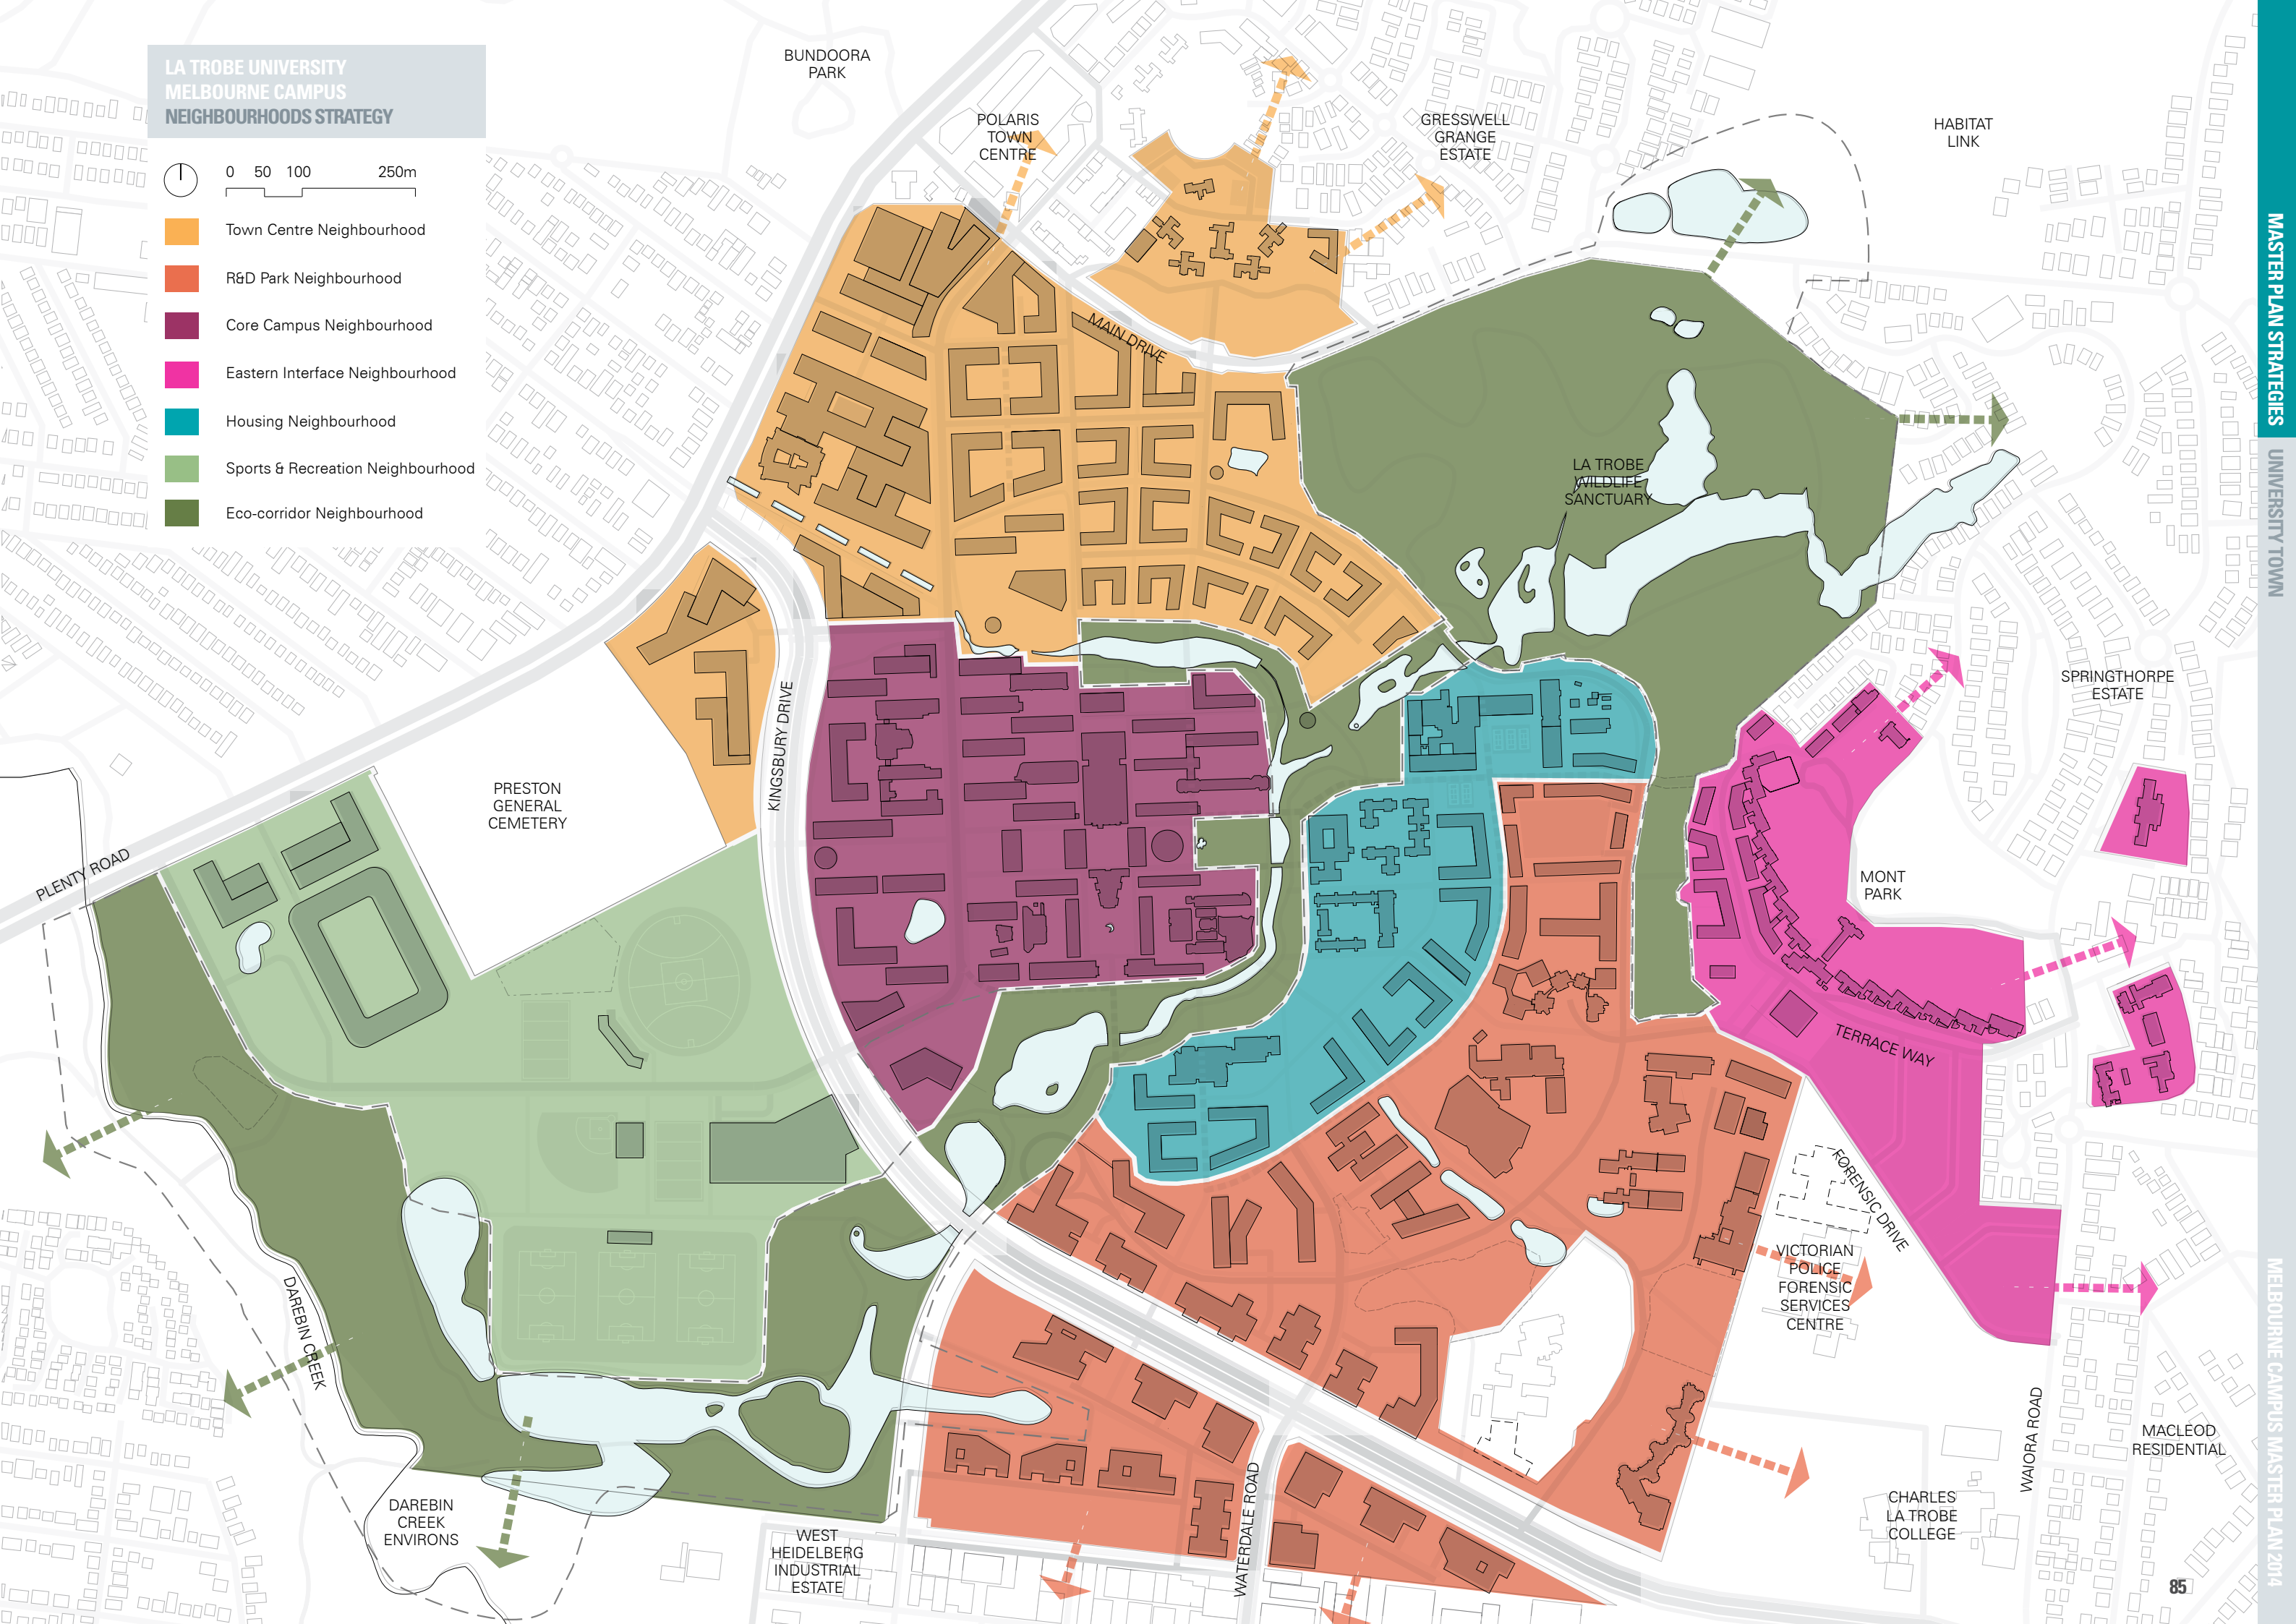 LA TROBE UNIVERSITY
MELBOURNE CAMPUS
NEIGHBOURHOODS STRATEGY
0 50 100 250m
Town Centre Neighbourhood
R&D Park Neighbourhood
Core Campus Neighbourhood
Eastern Interface Neighbourhood
Housing Neighbourhood
Sports & Recreation Neighbourhood
Eco-corridor Neighbourhood
BUNDOORA
PARK
POLARIS
TOWN
CENTRE
GRESSWELL
GRANGE
ESTATE
HABITAT
LINK
MAIN DRIVE
LA TROBE
WILDLIFE
SANCTUARY
SPRINGTHORPE
ESTATE
KINGSBURY DRIVE
PRESTON
GENERAL
CEMETERY
PLENTY ROAD
MONT
PARK
TERRACE WAY
FORENSIC DRIVE
VICTORIAN
POLICE
FORENSIC
SERVICES
CENTRE
DAREBIN CREEK
DAREBIN
CREEK
ENVIRONS
WEST
HEIDELBERG
INDUSTRIAL
ESTATE
WATERDALE ROAD
WAIORA ROAD
MACLEOD
RESIDENTIAL
CHARLES
LA TROBE
COLLEGE
MASTER PLAN STRATEGIES
UNIVERSITY TOWN
MELBOURNE CAMPUS MASTER PLAN 2014
85